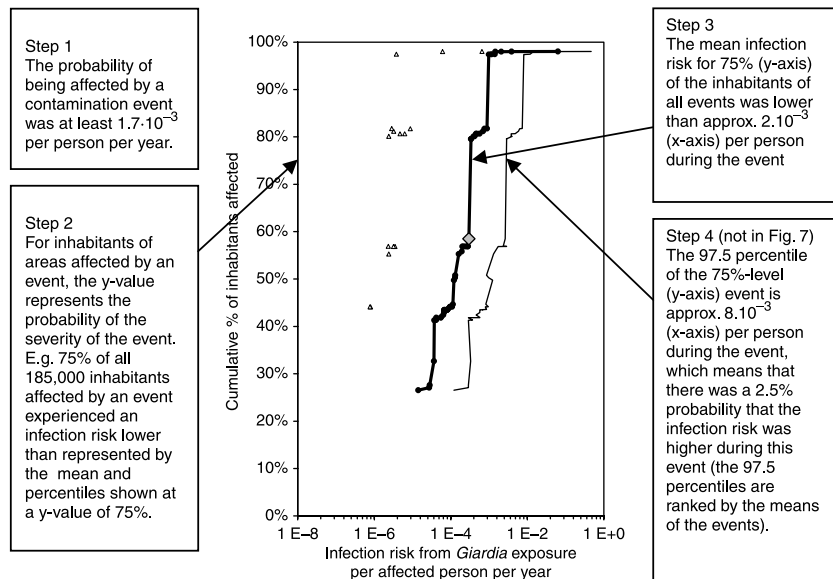 Step 1
The probability of
being affected by a
contamination event
was at least 1.7·10⁻³
per person per year.
Step 2
For inhabitants of
areas affected by an
event, the y-value
represents the
probability of the
severity of the event.
E.g. 75% of all
185,000 inhabitants
affected by an event
experienced an
infection risk lower
than represented by
the mean and
percentiles shown at
a y-value of 75%.
Cumulative % of inhabitants affected
100%
90%
80%
70%
60%
50%
40%
30%
20%
10%
0%
1 E–8
1 E–6
1 E–4
1 E–2
1 E+0
Infection risk from Giardia exposure
per affected person per year
Step 3
The mean infection
risk for 75% (y-axis)
of the inhabitants of
all events was lower
than approx. 2.10⁻³
(x-axis) per person
during the event
Step 4 (not in Fig. 7)
The 97.5 percentile
of the 75%-level
(y-axis) event is
approx. 8.10⁻³
(x-axis) per person
during the event,
which means that
there was a 2.5%
probability that the
infection risk was
higher during this
event (the 97.5
percentiles are
ranked by the means
of the events).